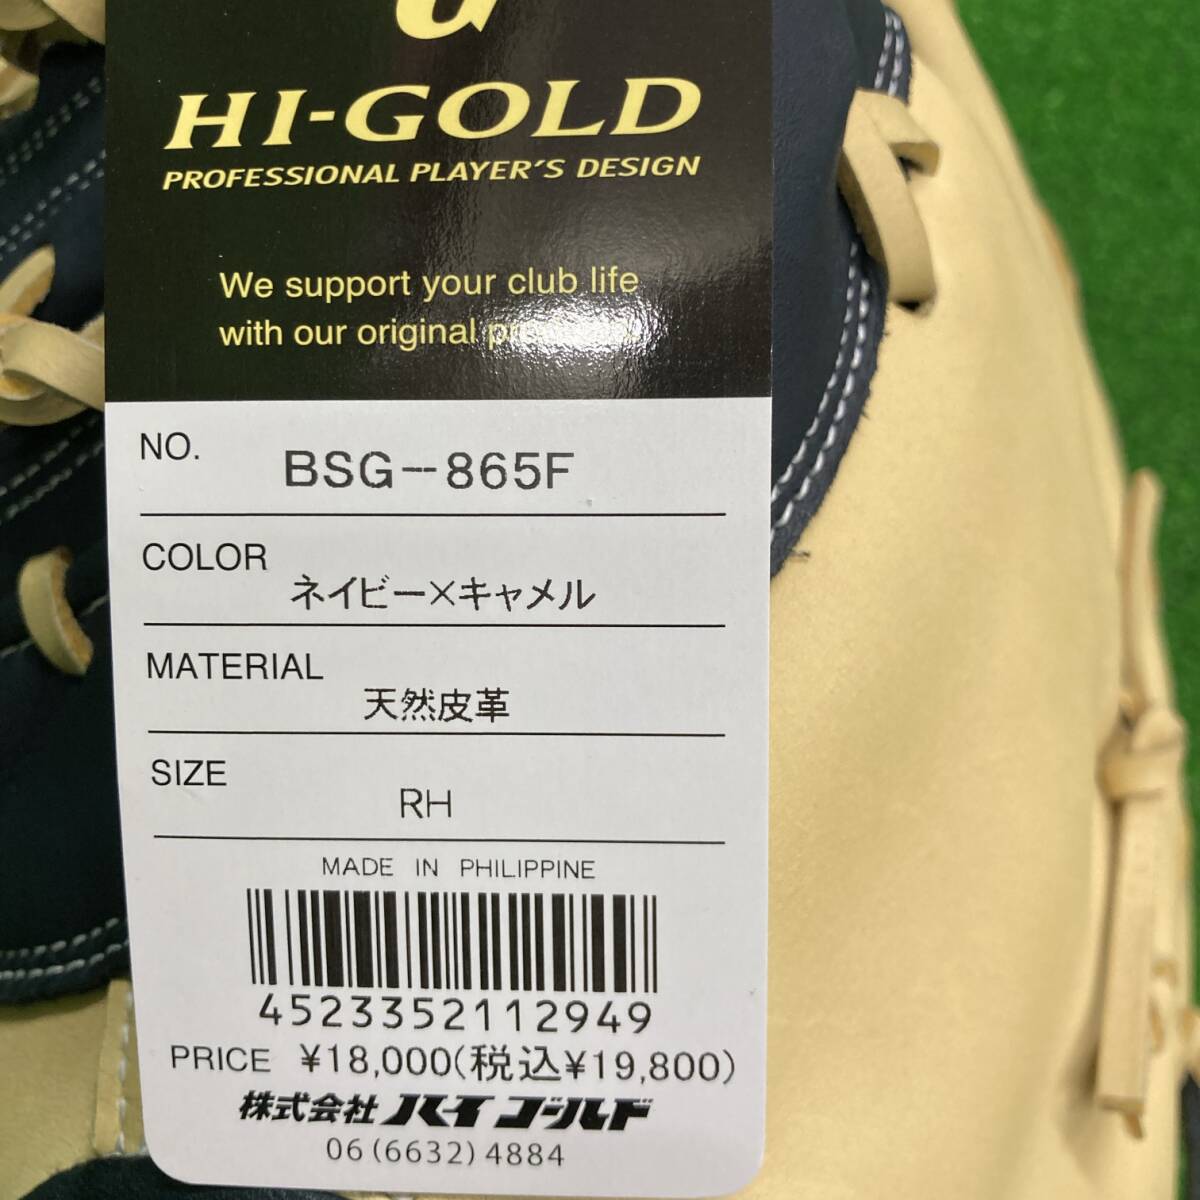 HI-GOLD
PROFESSIONAL PLAYER'S DESIGN
We support your club life
with our original
NO. BSG-865F
COLOR ネイビー×キャメル
MATERIAL 天然皮革
SIZE RH
MADE IN PHILIPPINE
4523352112949
PRICE ¥18,000(税込¥19,800)
株式会社ハイゴールド
06(6632)4884